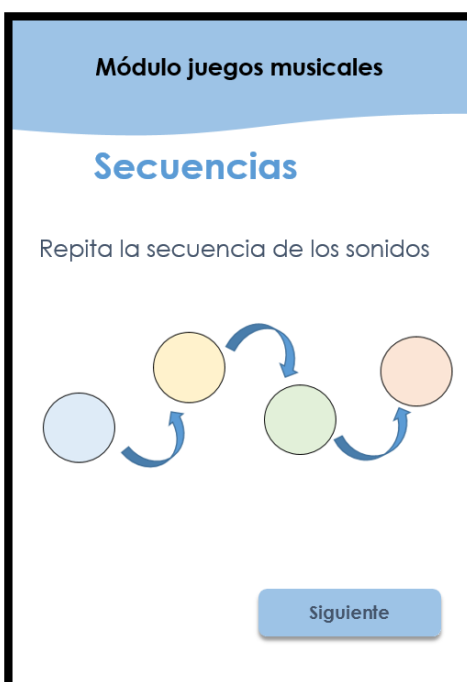 Módulo juegos musicales
Secuencias
Repita la secuencia de los sonidos
Siguiente